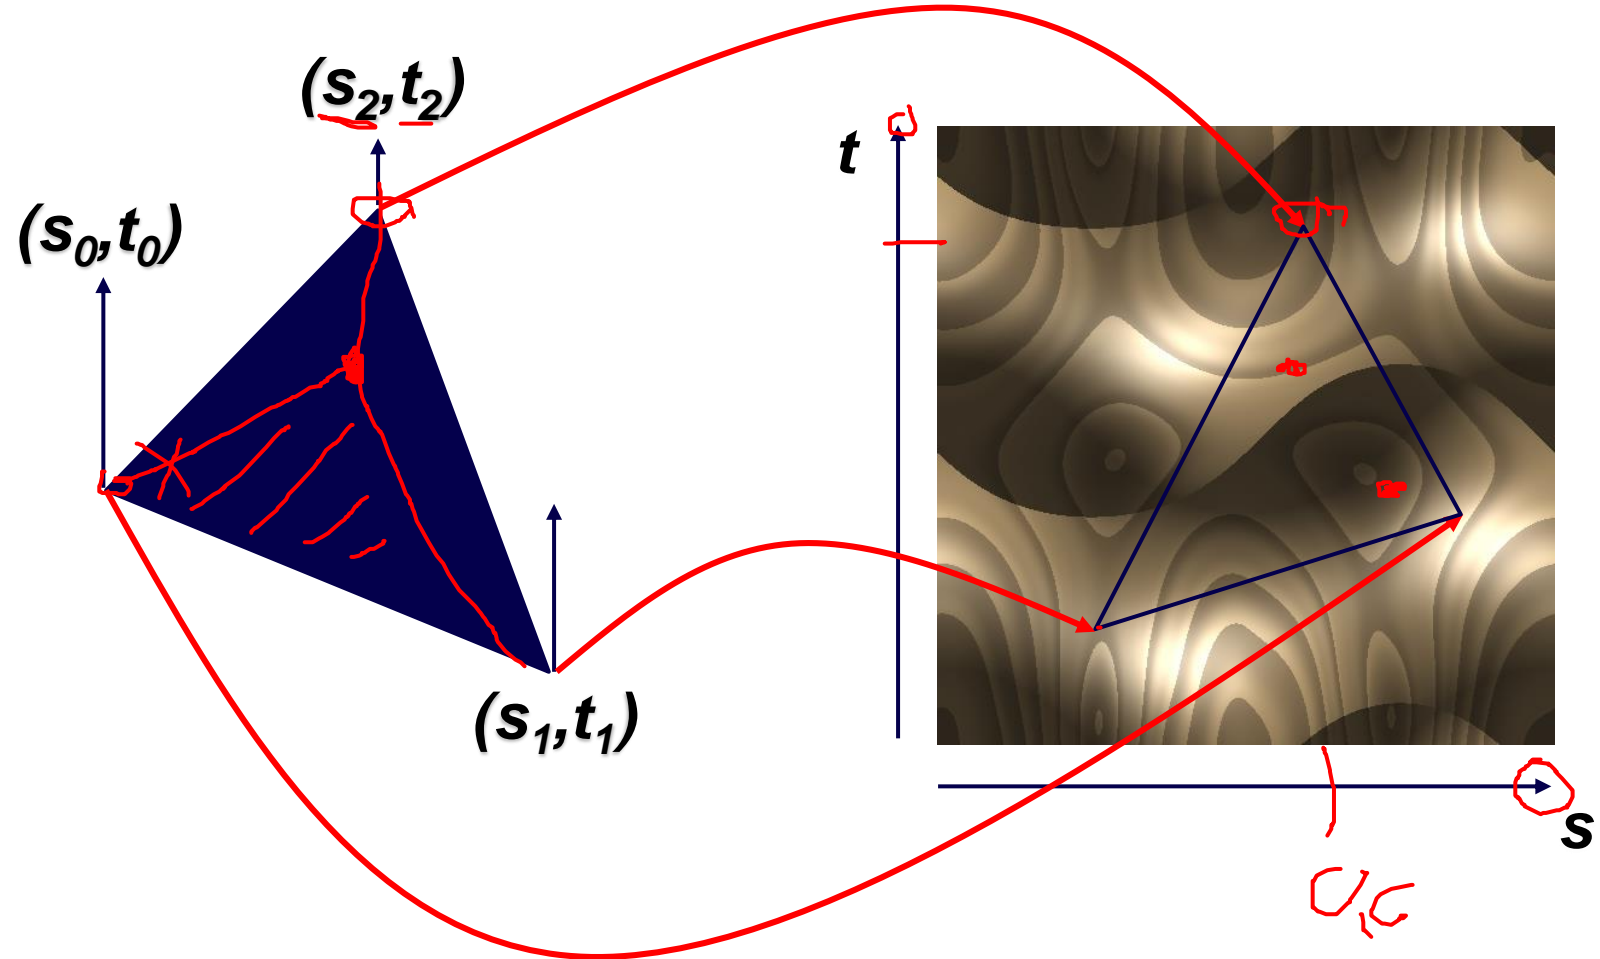 (s₂,t₂)
(s₀,t₀)
t
(s₁,t₁)
s